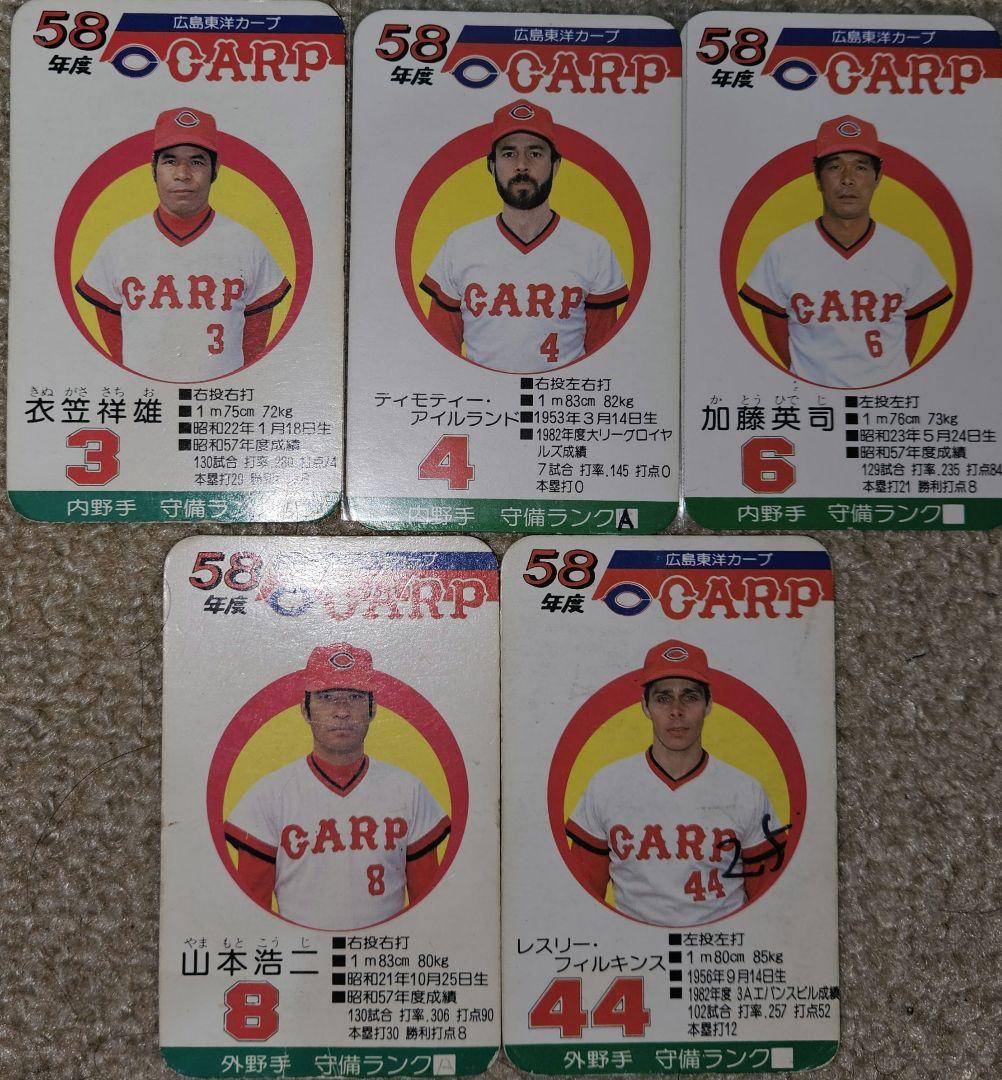 58
年度
広島東洋カープ
C CARP
C
CARP
3
きぬ がさ さち お
衣笠祥雄
3
■右投右打
■1m75cm 72kg
■昭和22年1月18日生
■昭和57年度成績
130試合 打率.280 打点74
本塁打29
内野手 守備ランク
58
年度
広島東洋カープ
C CARP
C
CARP
4
ティモティー・
アイルランド
4
■右投左右打
■1m83cm 82kg
■1953年3月14日生
■1982年度大リーグロイヤ
ルズ成績
7試合 打率.145 打点0
本塁打0
内野手 守備ランクA
58
年度
広島東洋カープ
C CARP
C
CARP
6
か とう ひで じ
加藤英司
6
■左投左打
■1m76cm 73kg
■昭和23年5月24日生
■昭和57年度成績
129試合 打率.235 打点84
本塁打21 勝利打点8
内野手 守備ランク
58
年度
カープ
C CARP
C
CARP
8
やま もと こう じ
山本浩二
8
■右投右打
■1m83cm 80kg
■昭和21年10月25日生
■昭和57年度成績
130試合 打率.306 打点90
本塁打30 勝利打点8
外野手 守備ランクA
58
年度
広島東洋カープ
C CARP
C
CARP
44
レスリー・
フィルキンス
44
■左投左打
■1m80cm 85kg
■1956年9月14日生
■1982年度 3Aエバンスビル成績
102試合 打率.257 打点52
本塁打12
外野手 守備ランク